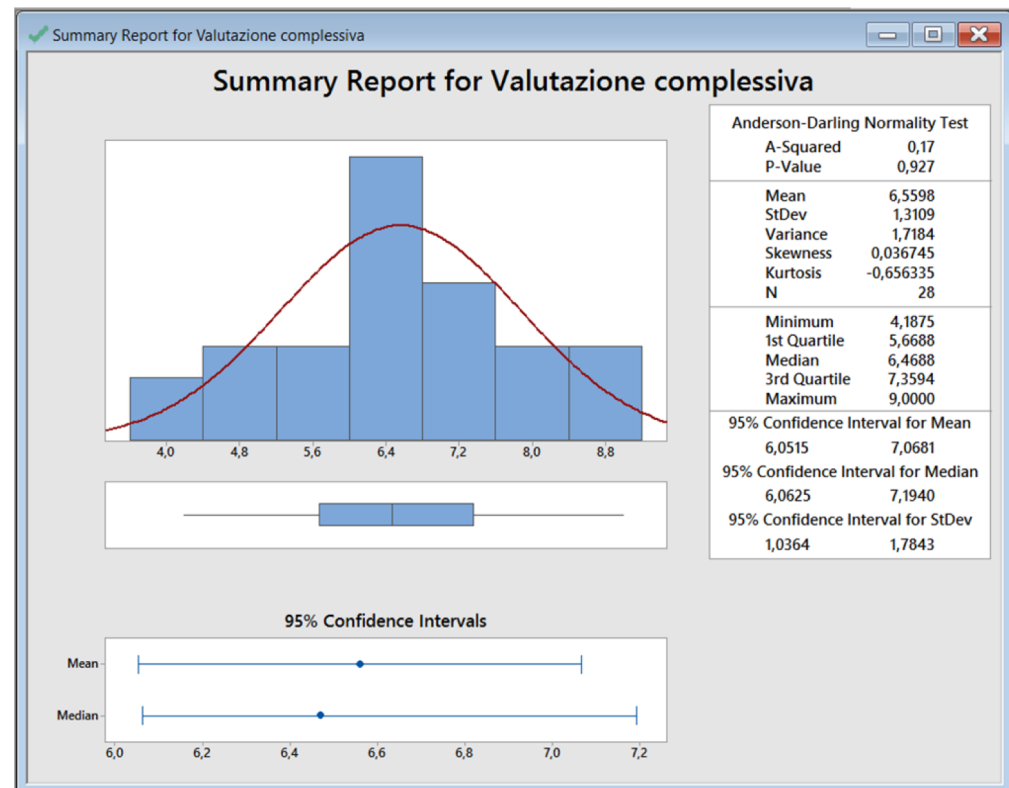 Summary Report for Valutazione complessiva
Summary Report for Valutazione complessiva
4,0 4,8 5,6 6,4 7,2 8,0 8,8
Anderson-Darling Normality Test
A-Squared 0,17
P-Value 0,927
Mean 6,5598
StDev 1,3109
Variance 1,7184
Skewness 0,036745
Kurtosis -0,656335
N 28
Minimum 4,1875
1st Quartile 5,6688
Median 6,4688
3rd Quartile 7,3594
Maximum 9,0000
95% Confidence Interval for Mean
6,0515 7,0681
95% Confidence Interval for Median
6,0625 7,1940
95% Confidence Interval for StDev
1,0364 1,7843
95% Confidence Intervals
Mean
Median
6,0 6,2 6,4 6,6 6,8 7,0 7,2